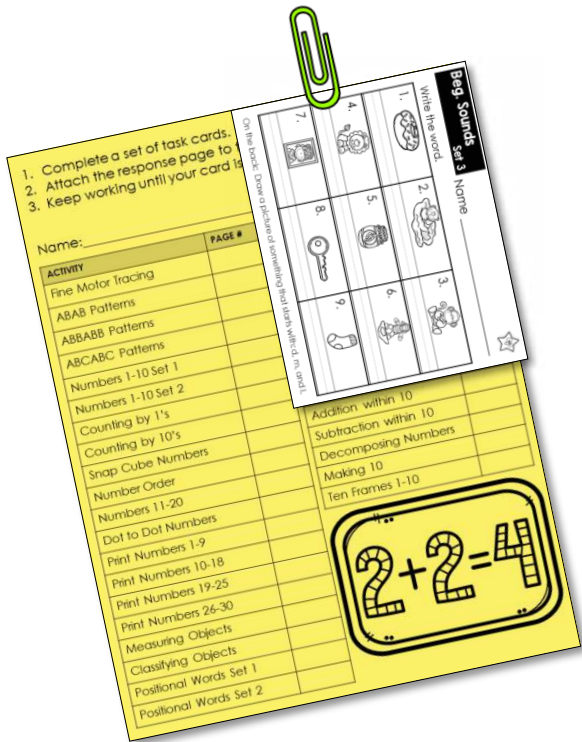 1. Complete a set of task cards.
2. Attach the response page to
3. Keep working until your card is
Name:
ACTIVITY PAGE #
Fine Motor Tracing
ABAB Patterns
ABBABB Patterns
ABCABC Patterns
Numbers 1-10 Set 1
Numbers 1-10 Set 2
Counting by 1's
Counting by 10's
Snap Cube Numbers
Number Order
Numbers 11-20
Dot to Dot Numbers
Print Numbers 1-9
Print Numbers 10-18
Print Numbers 19-25
Print Numbers 26-30
Measuring Objects
Classifying Objects
Positional Words Set 1
Positional Words Set 2
Addition within 10
Subtraction within 10
Decomposing Numbers
Making 10
Ten Frames 1-10
2+2=4
Beg. Sounds Set 3 Name
Write the word.
1. 2. 3.
4. 5. 6.
7. 8. 9.
On the back: Draw a picture of something that starts with: d, m, and l.